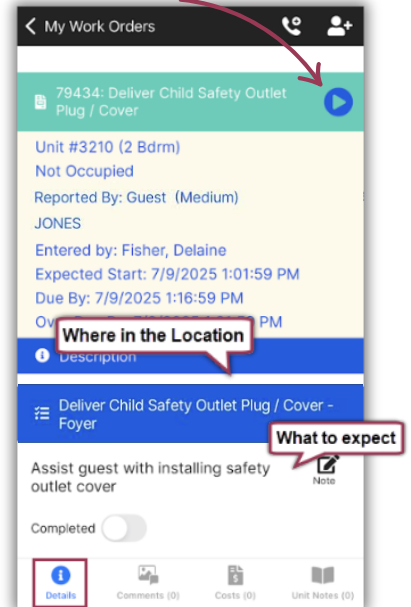 My Work Orders
79434: Deliver Child Safety Outlet
Plug / Cover
Unit #3210 (2 Bdrm)
Not Occupied
Reported By: Guest (Medium)
JONES
Entered by: Fisher, Delaine
Expected Start: 7/9/2025 1:01:59 PM
Due By: 7/9/2025 1:16:59 PM
PM
Where in the Location
Description
Deliver Child Safety Outlet Plug / Cover -
Foyer
What to expect
Assist guest with installing safety
outlet cover
Note
Completed
Details
Comments (0)
Costs (0)
Unit Notes (0)